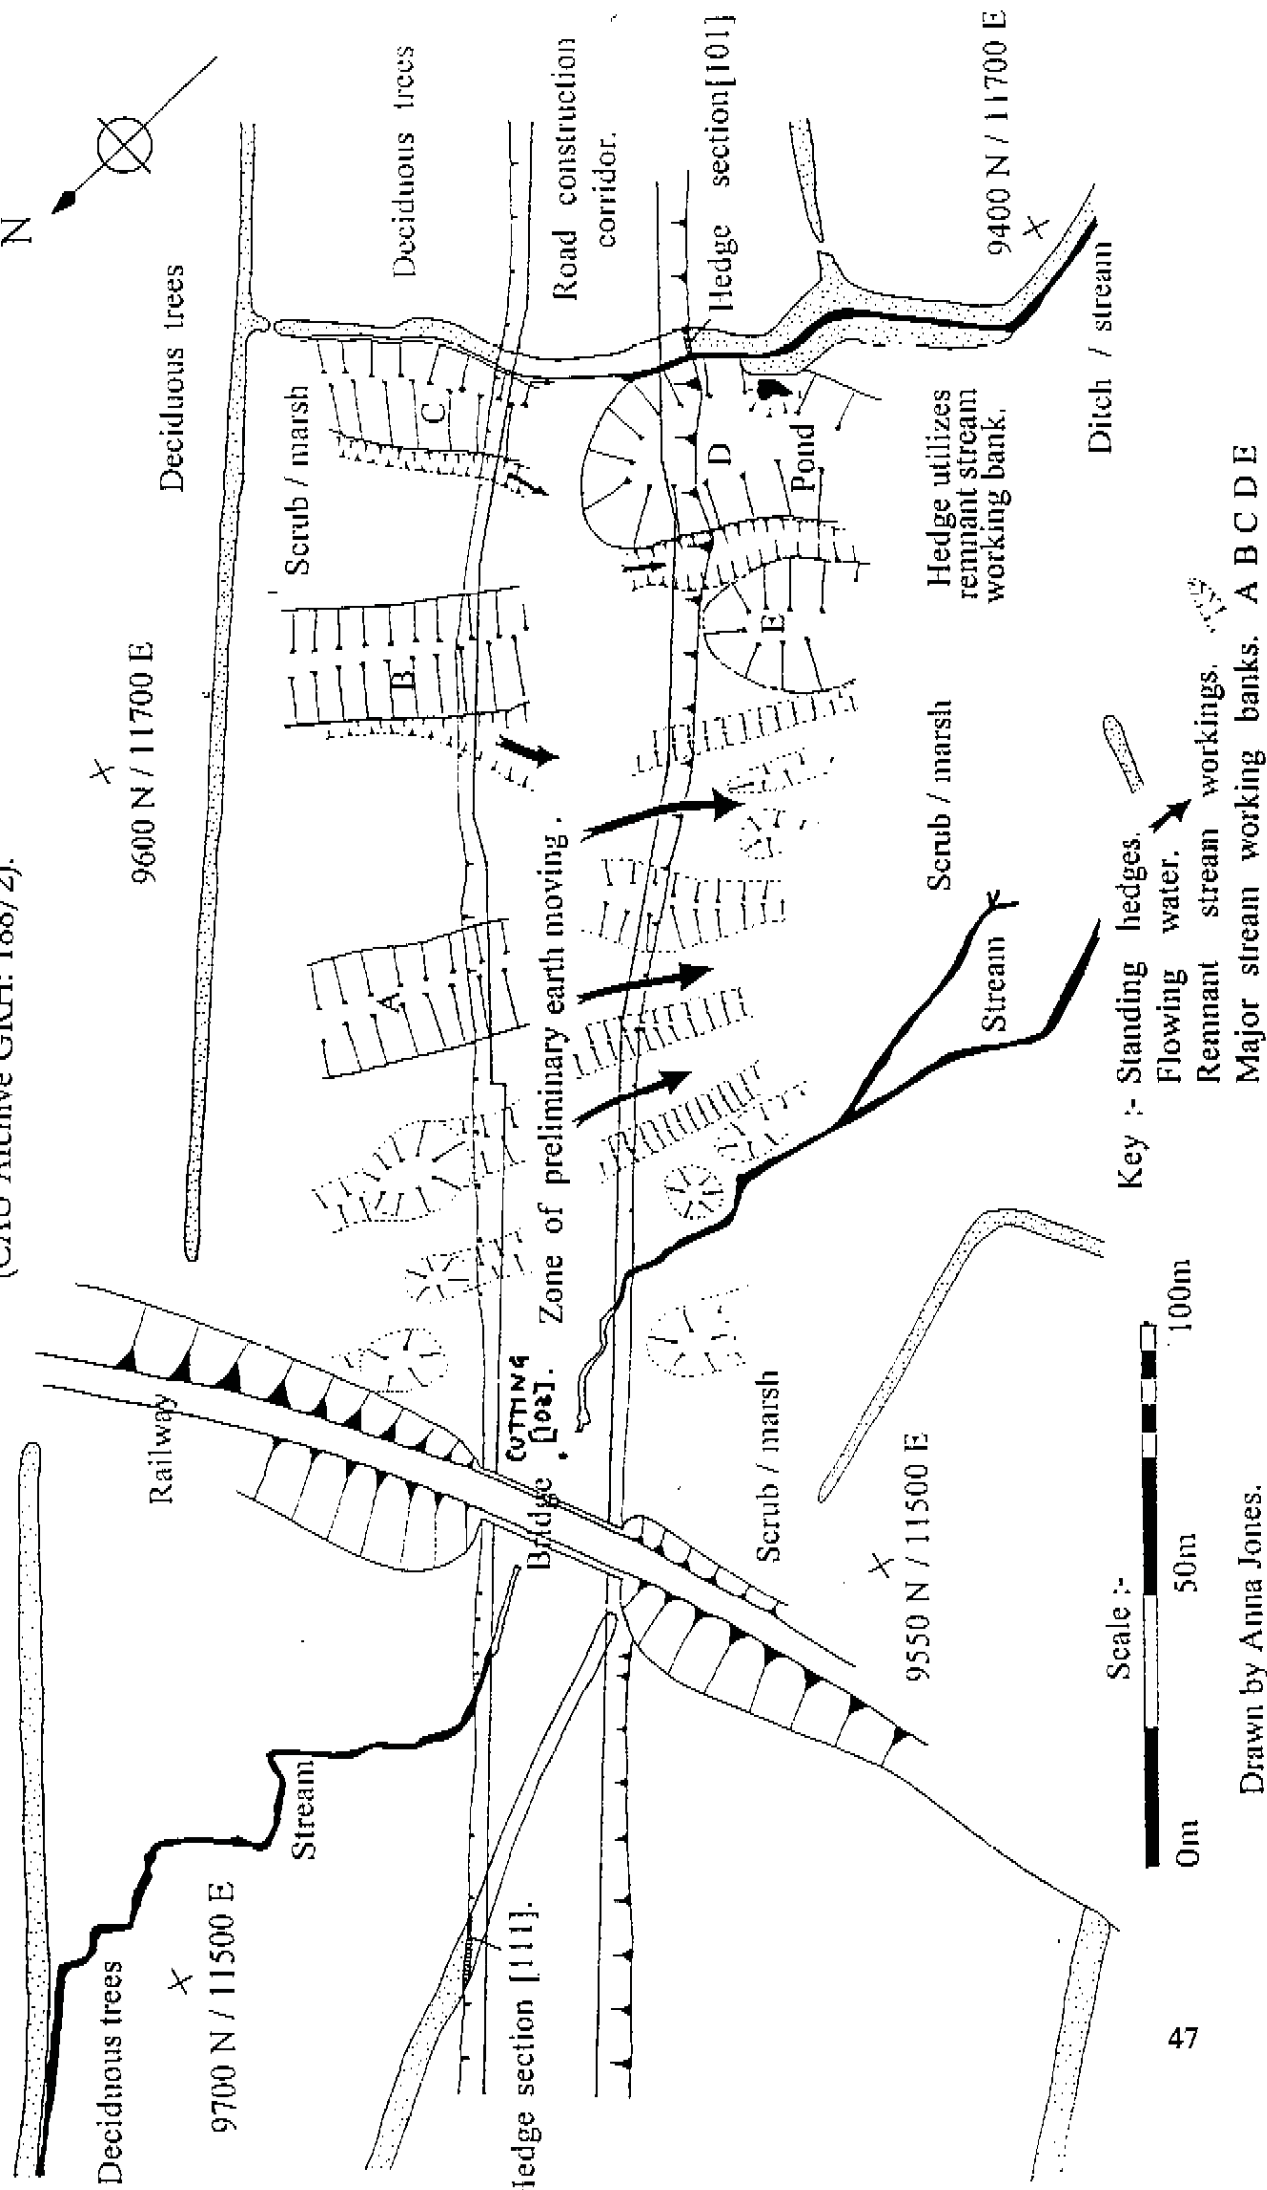 (CAU Archive GRH: 188/2).
N
Deciduous trees
9600 N / 11700 E
Scrub / marsh
Deciduous trees
Road construction
corridor.
Hedge section[101]
9400 N / 11700 E
Railway
Deciduous trees
9700 N / 11500 E
Stream
A
B
C
D
E
Pond
Zone of preliminary earth moving .
CUTTING
[102].
Bridge
Hedge utilizes
remnant stream
working bank.
Ditch / stream
Scrub / marsh
Stream
Scrub / marsh
9550 N / 11500 E
edge section [111].
Key :- Standing hedges.
Flowing water.
Remnant stream workings.
Major stream working banks. A B C D E
Scale :-
0m 50m 100m
Drawn by Anna Jones.
47